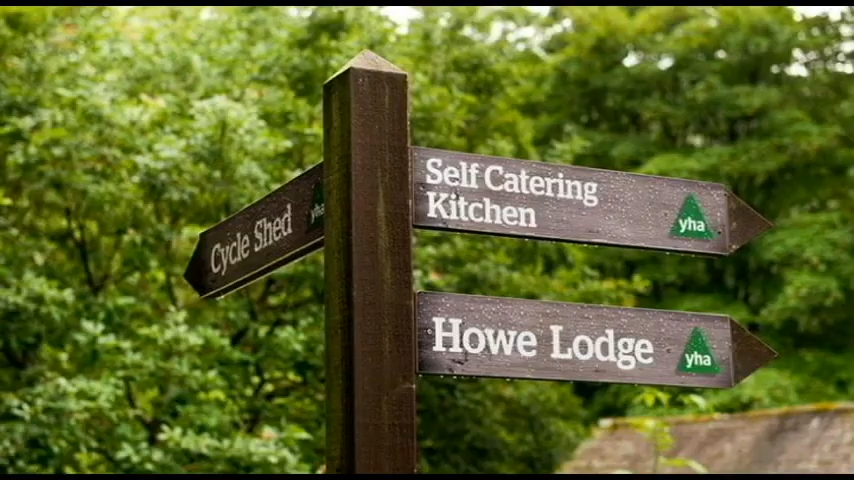 Self Catering
Kitchen
yha
Cycle Shed
yha
Howe Lodge
yha